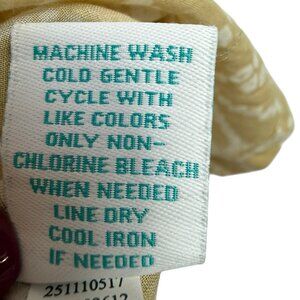 MACHINE WASH
COLD GENTLE
CYCLE WITH
LIKE COLORS
ONLY NON-
CHLORINE BLEACH
WHEN NEEDED
LINE DRY
COOL IRON
IF NEEDED
251110517